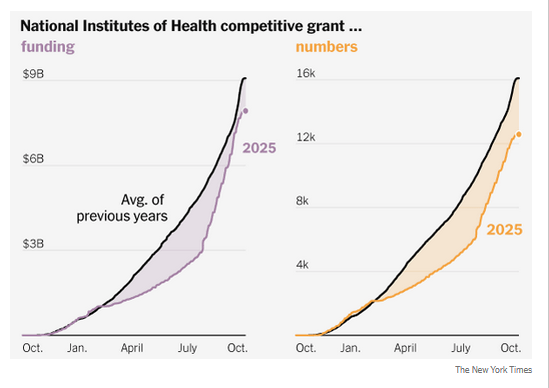 National Institutes of Health competitive grant ...
funding
$9B
$6B
$3B
2025
Avg. of
previous years
Oct. Jan. April July Oct.
numbers
16k
12k
8k
4k
2025
Oct. Jan. April July Oct.
The New York Times